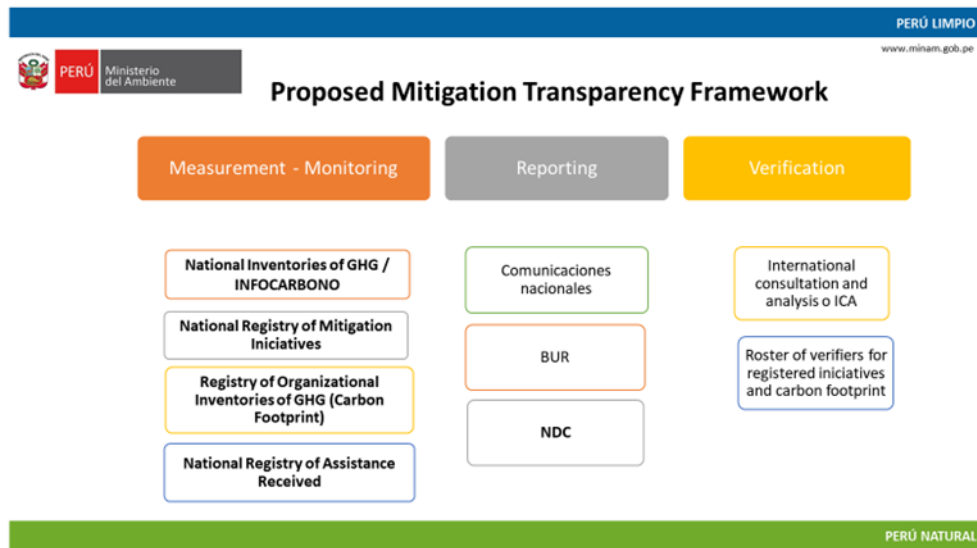 PERÚ LIMPIO
www.minam.gob.pe
PERÚ
Ministerio
del Ambiente
Proposed Mitigation Transparency Framework
Measurement - Monitoring
Reporting
Verification
National Inventories of GHG /
INFOCARBONO
National Registry of Mitigation
Iniciatives
Registry of Organizational
Inventories of GHG (Carbon
Footprint)
National Registry of Assistance
Received
Comunicaciones
nacionales
BUR
NDC
International
consultation and
analysis o ICA
Roster of verifiers for
registered iniciatives
and carbon footprint
PERÚ NATURAL